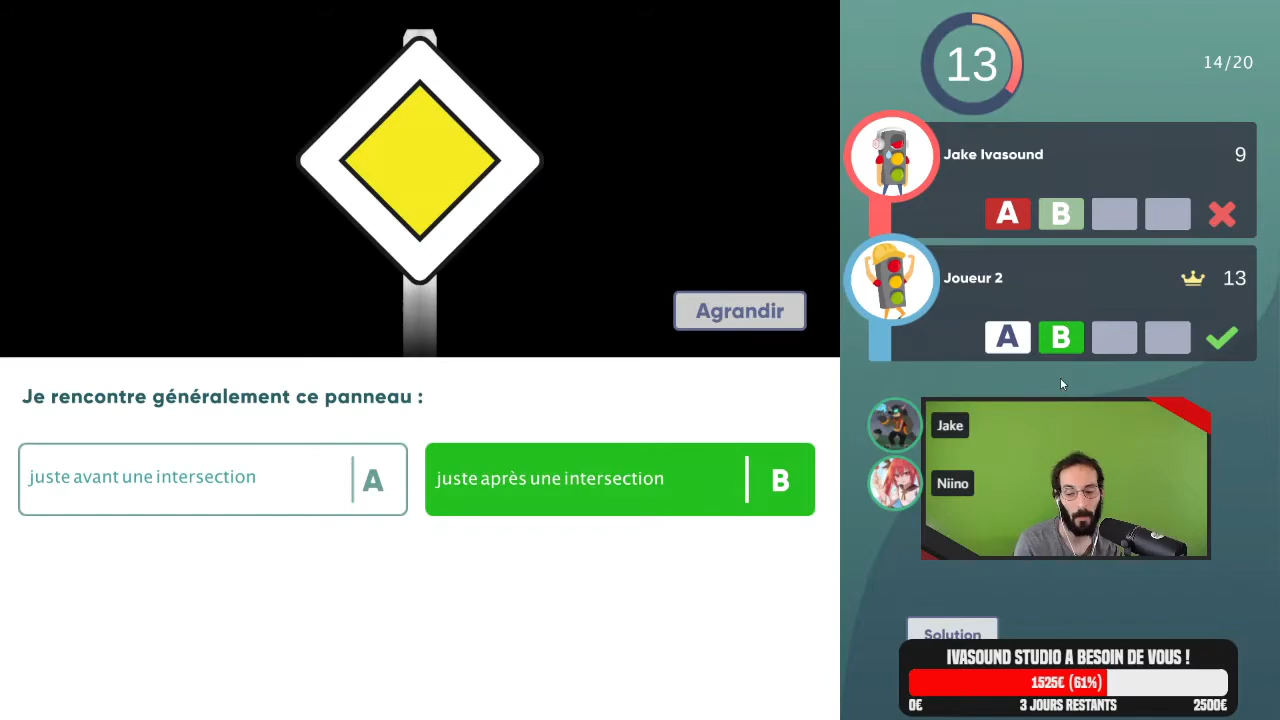 13
14/20
Jake Ivasound
9
A B
Joueur 2
13
A B
Agrandir
Je rencontre généralement ce panneau :
juste avant une intersection
A
juste après une intersection
B
Jake
Niino
Solution
IVASOUND STUDIO A BESOIN DE VOUS !
1525€ (61%)
0€
3 JOURS RESTANTS
2500€